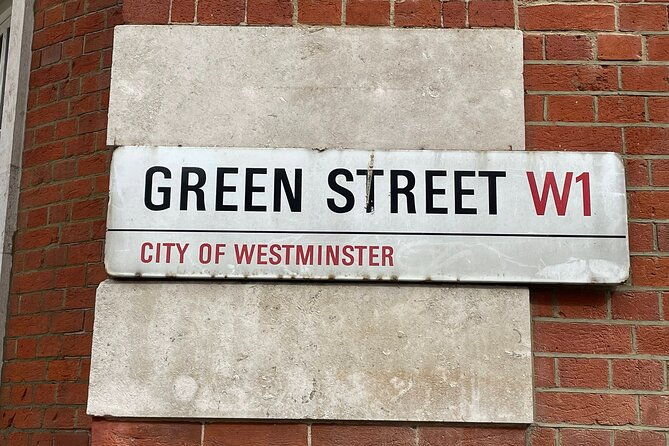 GREEN STREET W1
CITY OF WESTMINSTER